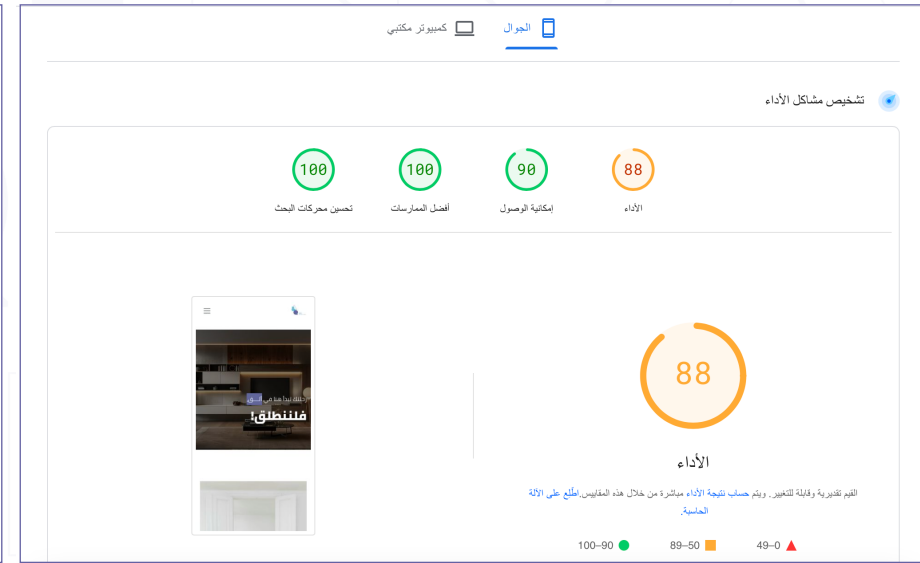 الجوال
كمبيوتر مكتبي
تشخيص مشاكل الأداء
88
90
100
100
الأداء
إمكانية الوصول
أفضل الممارسات
تحسين محركات البحث
فلننطلق!
88
الأداء
القيم تقديرية وقابلة للتغيير. ويتم حساب نتيجة الأداء مباشرة من خلال هذه المقاييس.اطّلع على الآلة
الحاسبة.
0–49
50–89
90–100